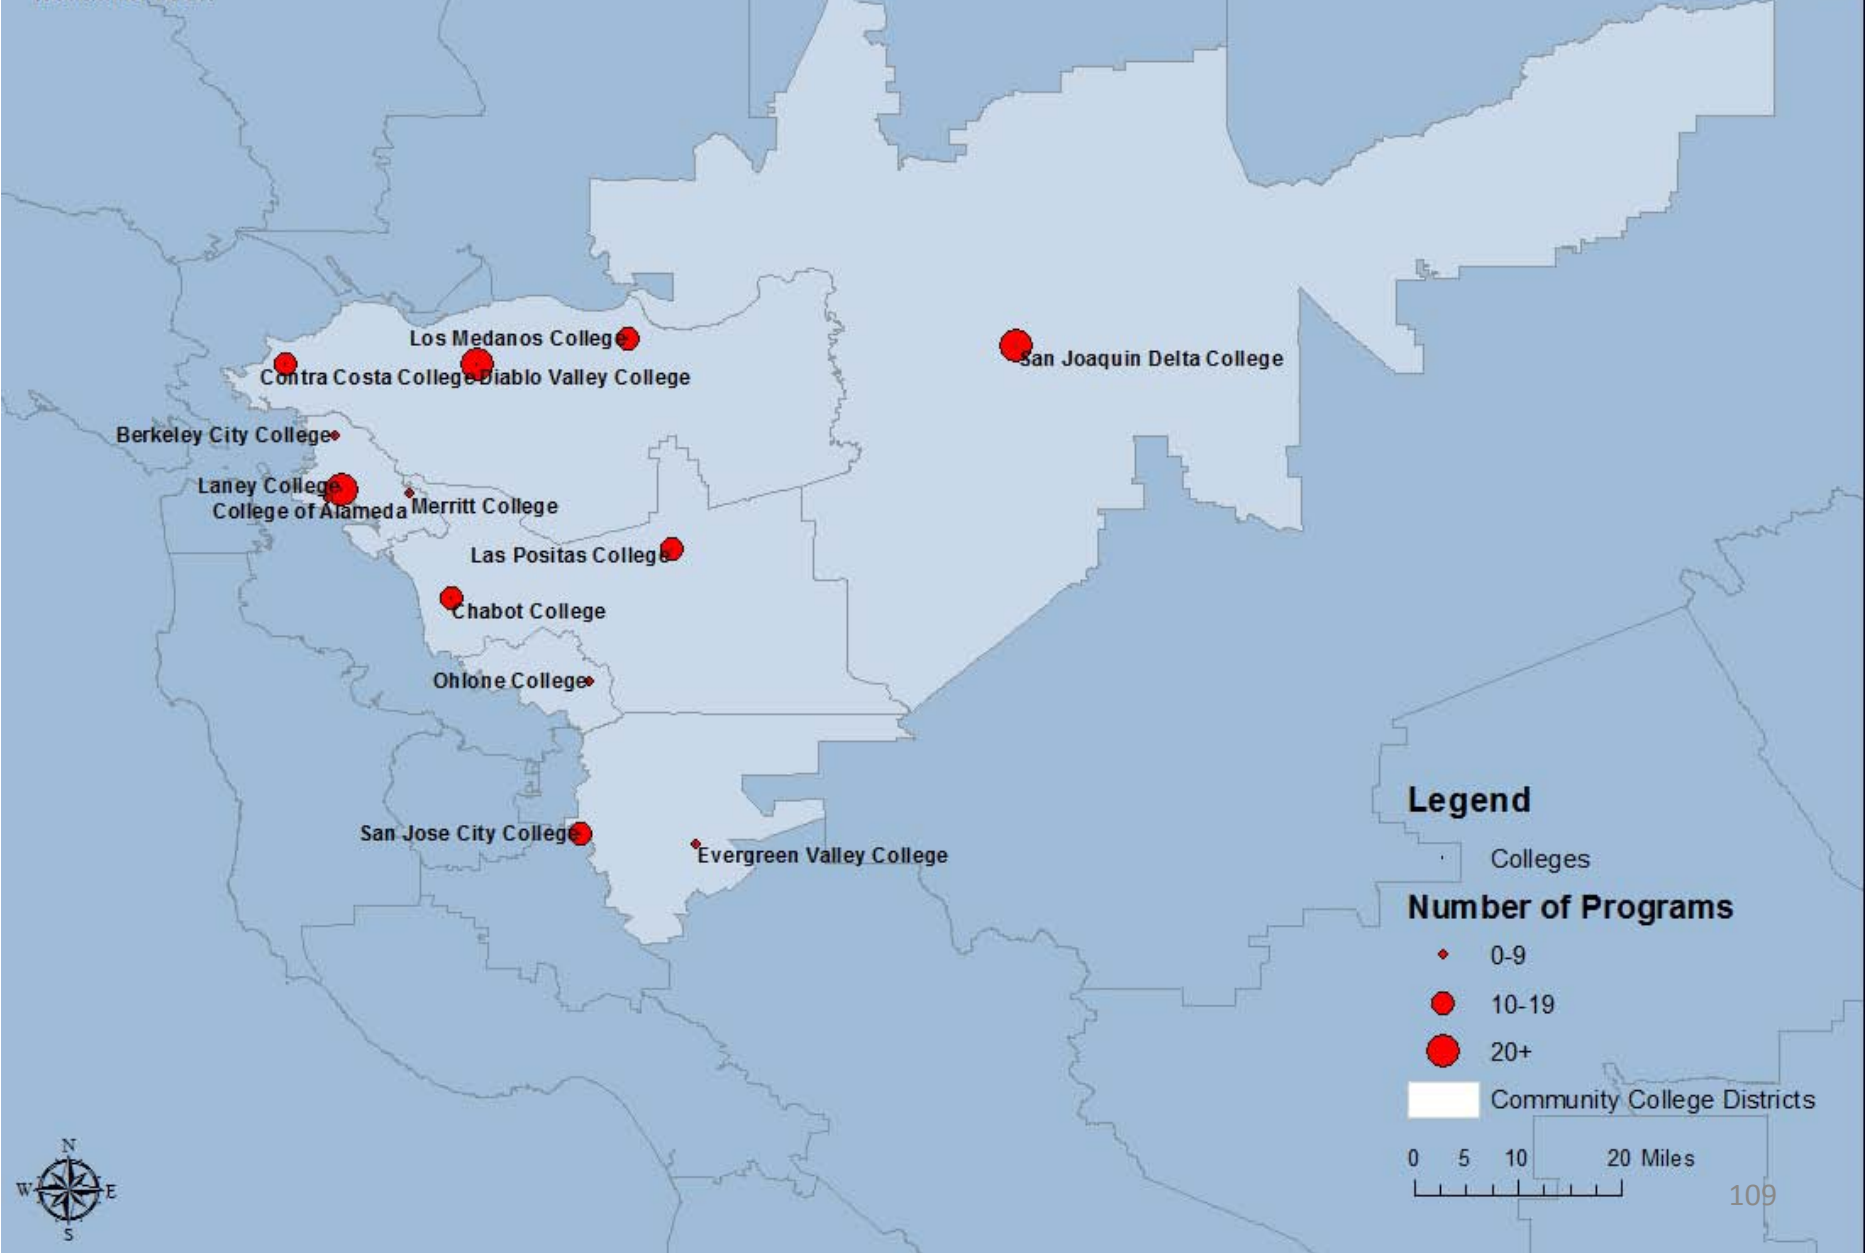 Los Medanos College
San Joaquin Delta College
Contra Costa College
Diablo Valley College
Berkeley City College
Laney College
College of Alameda
Merritt College
Las Positas College
Chabot College
Ohlone College
San Jose City College
Evergreen Valley College
Legend
Colleges
Number of Programs
0-9
10-19
20+
Community College Districts
0 5 10 20 Miles
109
N
W E
S